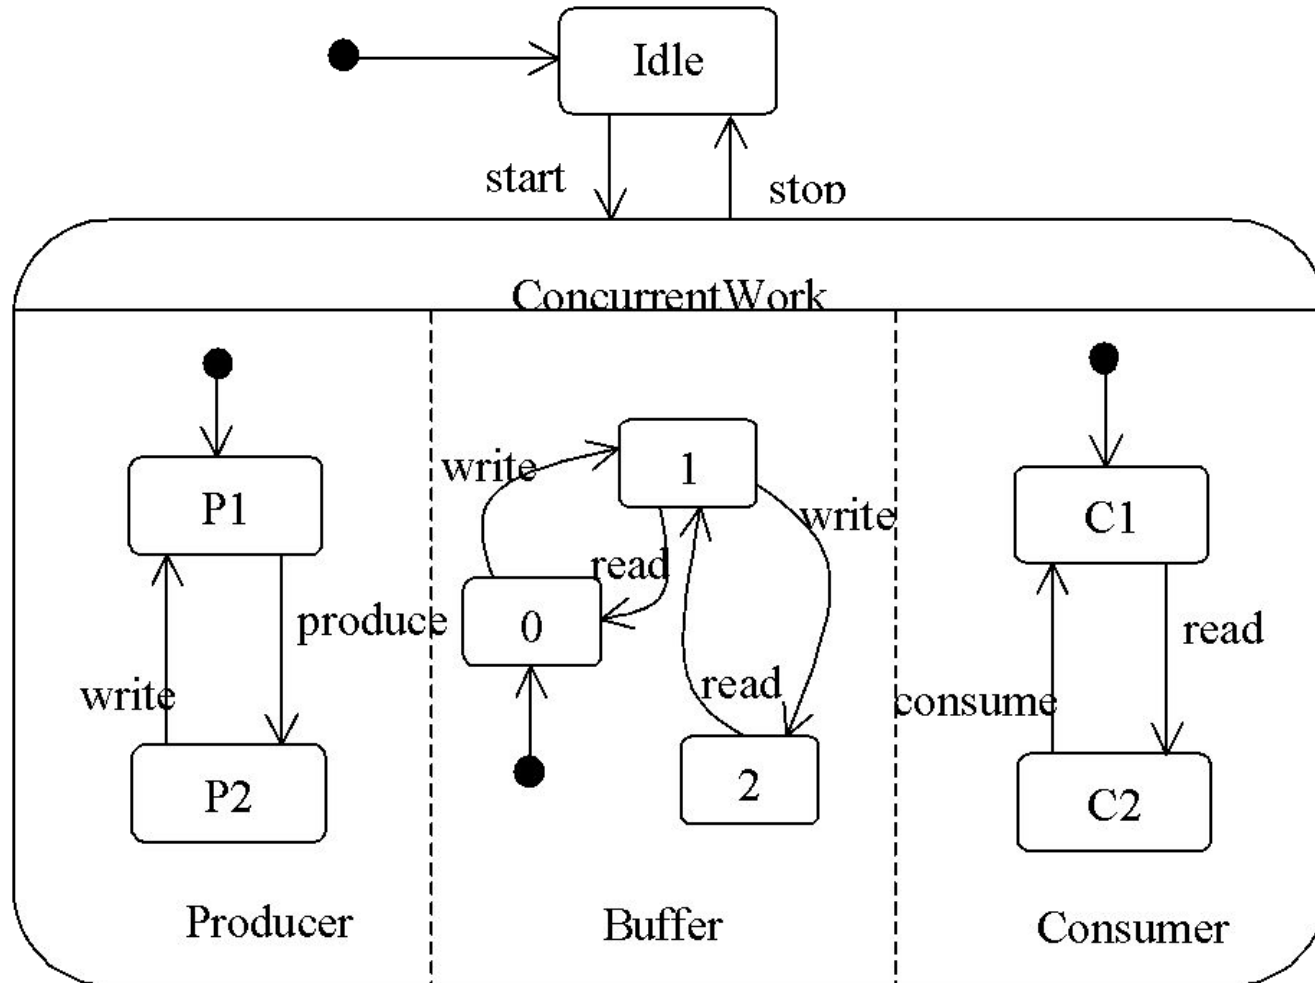 Idle
start
stop
ConcurrentWork
P1
produce
write
P2
Producer
write
1
write
read
0
read
2
Buffer
C1
read
consume
C2
Consumer